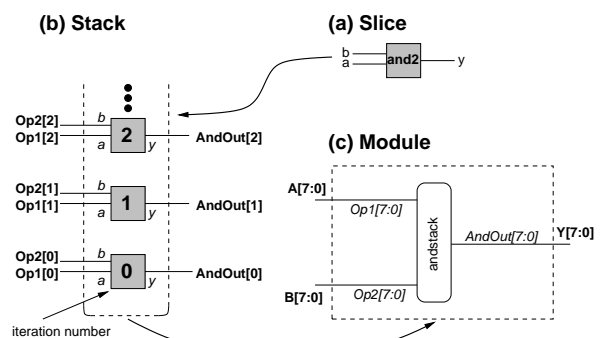 (b) Stack
(a) Slice
b
a
and2
y
Op2[2]
Op1[2]
b
a
2
y
AndOut[2]
Op2[1]
Op1[1]
b
a
1
y
AndOut[1]
Op2[0]
Op1[0]
b
a
0
y
AndOut[0]
iteration number
(c) Module
A[7:0]
Op1[7:0]
andstack
AndOut[7:0]
Y[7:0]
B[7:0]
Op2[7:0]